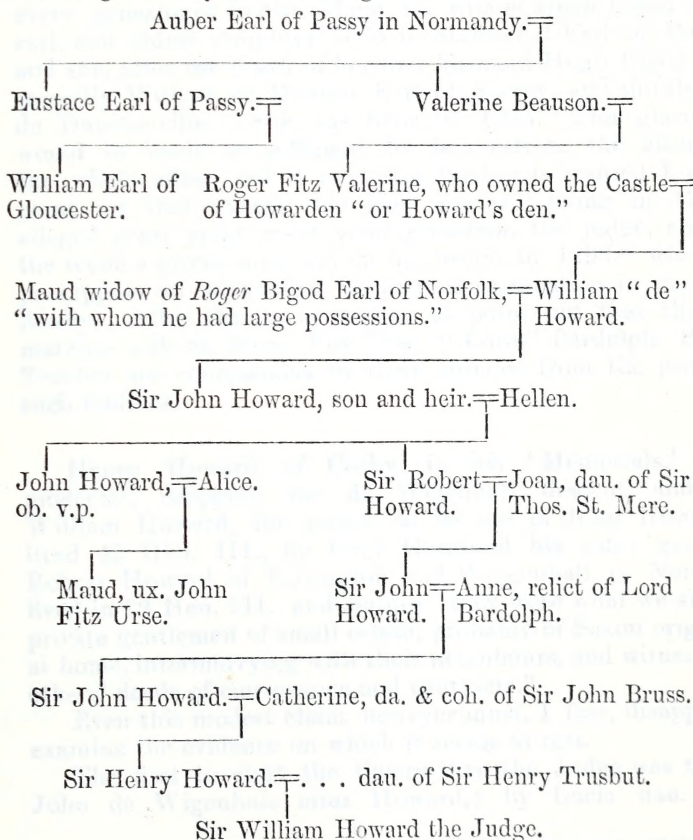 Auber Earl of Passy in Normandy.
Eustace Earl of Passy. Valerine Beauson.
William Earl of Roger Fitz Valerine, who owned the Castle
Gloucester. of Howarden “ or Howard’s den.”
Maud widow of Roger Bigod Earl of Norfolk, William “ de ”
“ with whom he had large possessions.” Howard.
Sir John Howard, son and heir. Hellen.
John Howard, Alice. Sir Robert Joan, dau. of Sir
ob. v.p. Howard. Thos. St. Mere.
Maud, ux. John Sir John Anne, relict of Lord
Fitz Urse. Howard. Bardolph.
Sir John Howard. Catherine, da. & coh. of Sir John Bruss.
Sir Henry Howard. . . . dau. of Sir Henry Trusbut.
Sir William Howard the Judge.